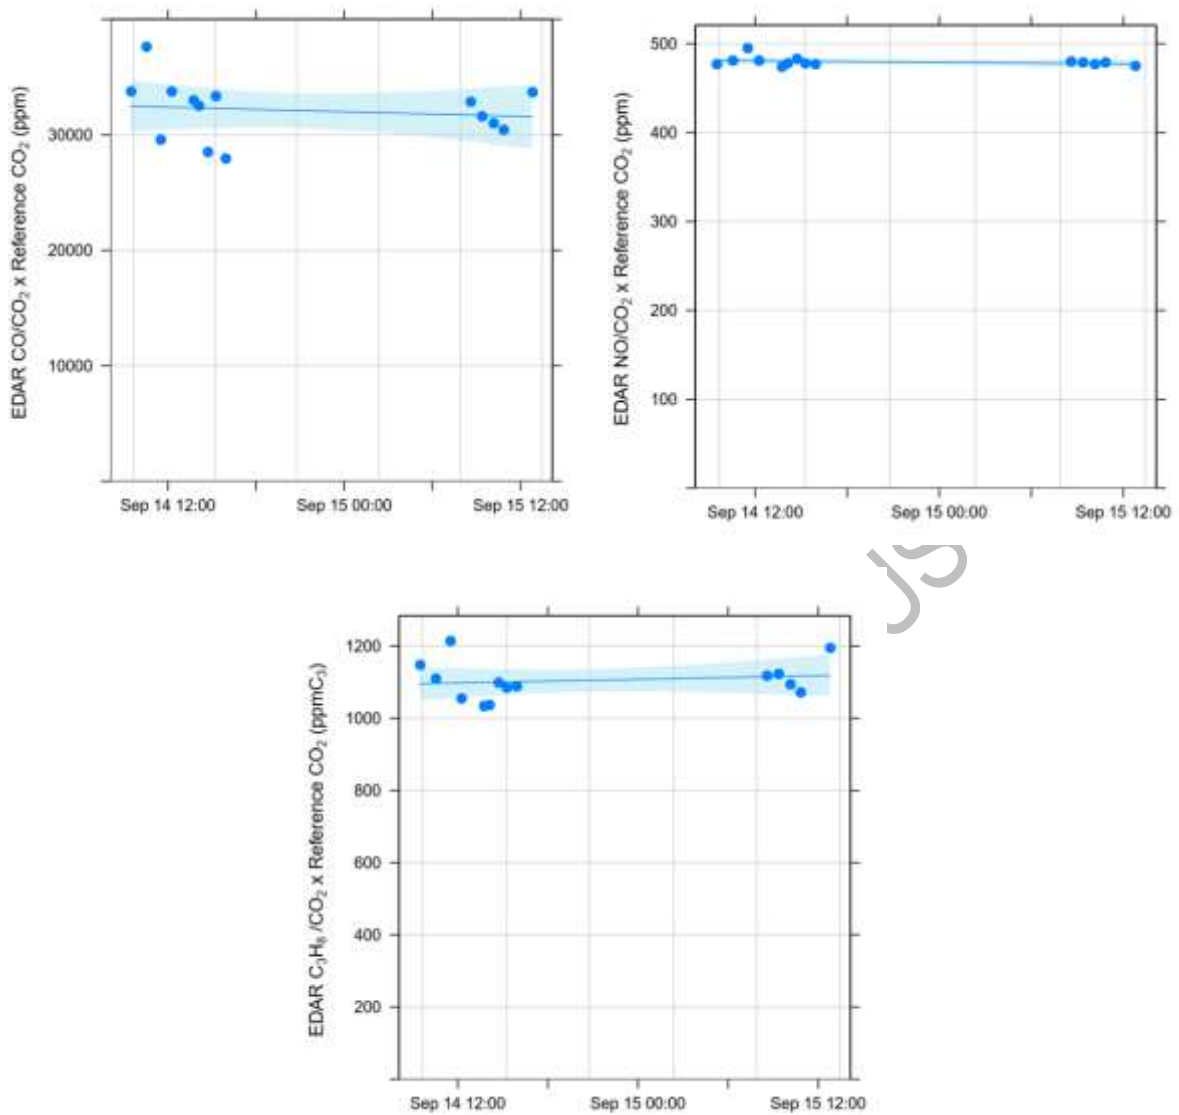 EDAR CO/CO₂ x Reference CO₂ (ppm)
30000
20000
10000
Sep 14 12:00 Sep 15 00:00 Sep 15 12:00
EDAR NO/CO₂ x Reference CO₂ (ppm)
500
400
300
200
100
Sep 14 12:00 Sep 15 00:00 Sep 15 12:00
EDAR C₃H₈ /CO₂ x Reference CO₂ (ppmC₃)
1200
1000
800
600
400
200
Sep 14 12:00 Sep 15 00:00 Sep 15 12:00